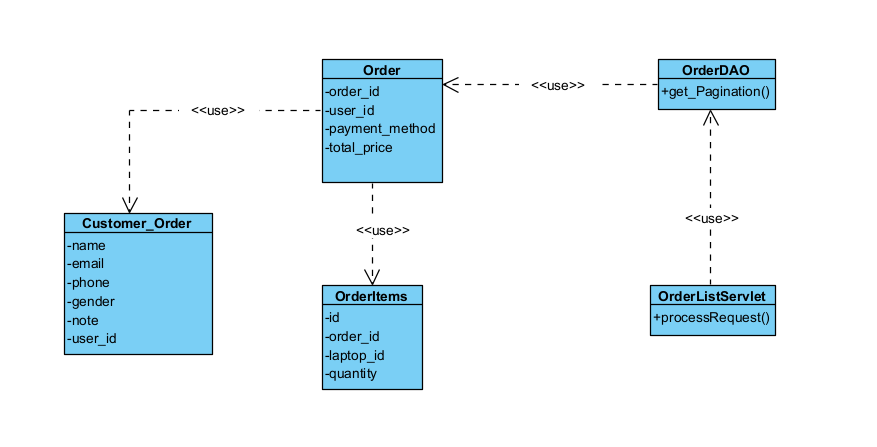 Order
-order_id
-user_id
-payment_method
-total_price
<<use>>
OrderDAO
+get_Pagination()
<<use>>
Customer_Order
-name
-email
-phone
-gender
-note
-user_id
<<use>>
OrderItems
-id
-order_id
-laptop_id
-quantity
<<use>>
OrderListServlet
+processRequest()